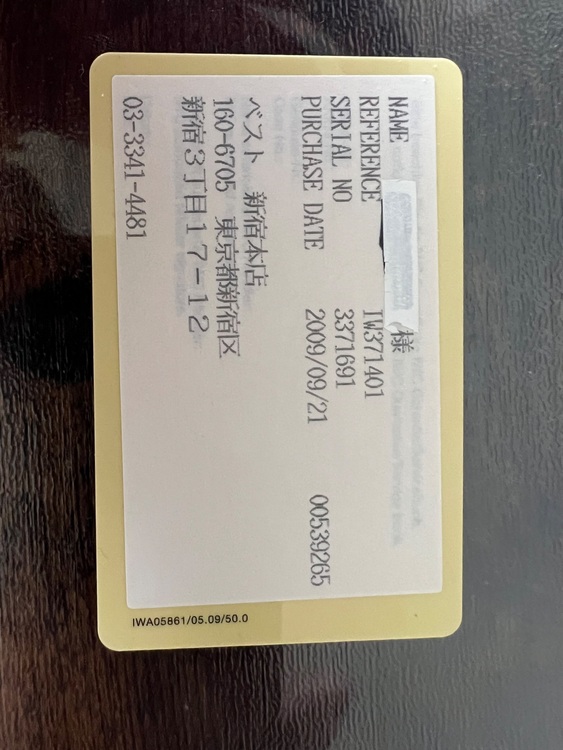 NAME 様
REFERENCE IW371401
SERIAL NO 3371691
PURCHASE DATE 2009/09/21 00539265
ベスト 新宿本店
160-6705 東京都新宿区
新宿3丁目17-12
03-3341-4481
IWA05861/05.09/50.0